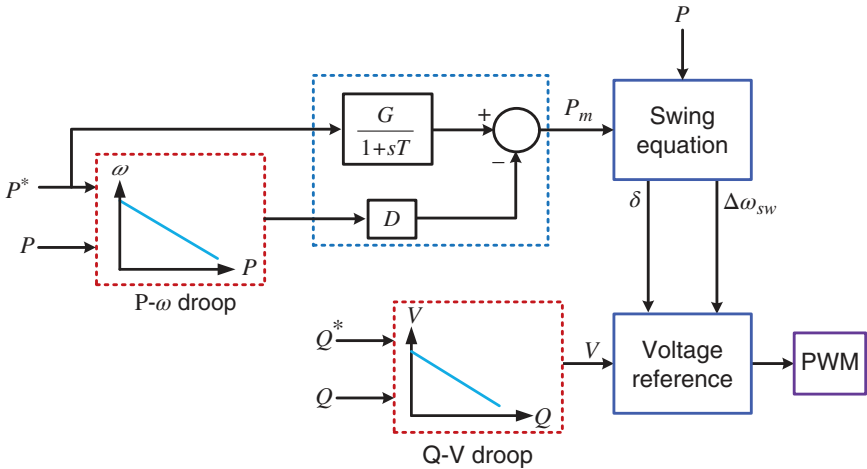 P
G
1+sT
+
−
P_m
Swing
equation
P*
ω
P
P
D
δ
Δω_sw
P-ω droop
Q*
V
Q
Q
V
Voltage
reference
PWM
Q-V droop